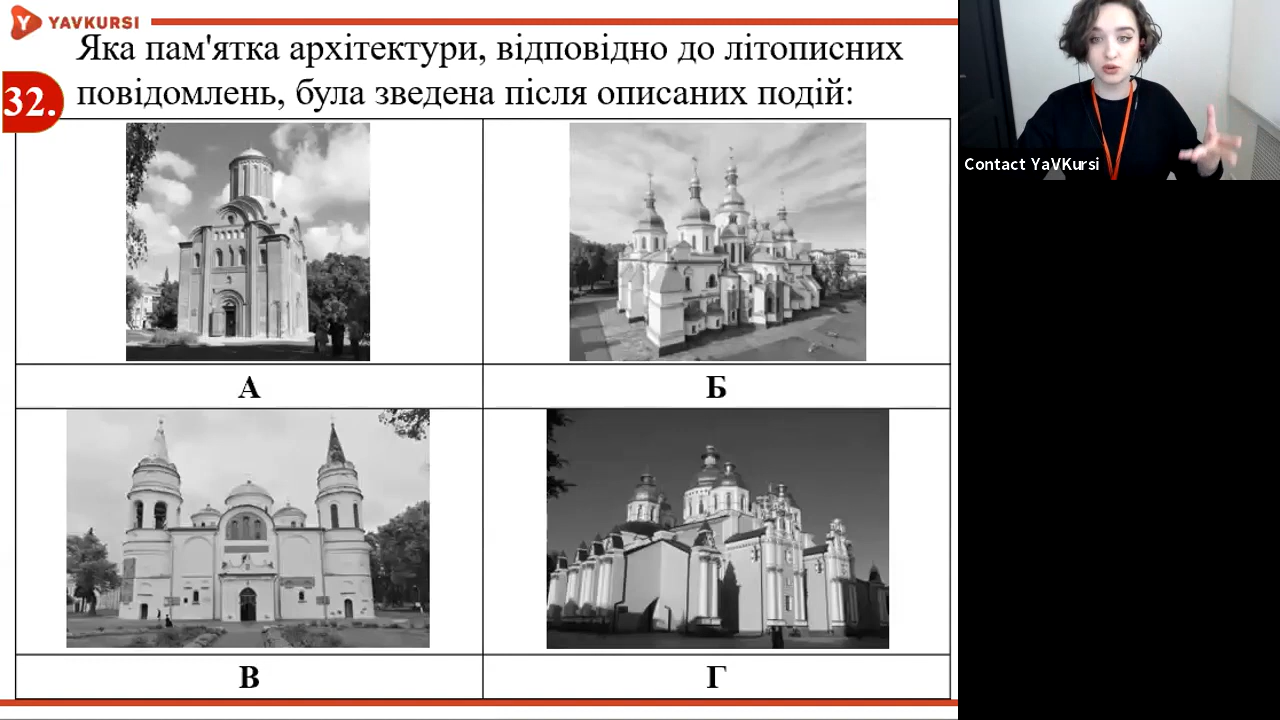 YAVKURSI
Яка пам'ятка архітектури, відповідно до літописних
32. повідомлень, була зведена після описаних подій:
Contact YaVKursi
А
Б
В
Г